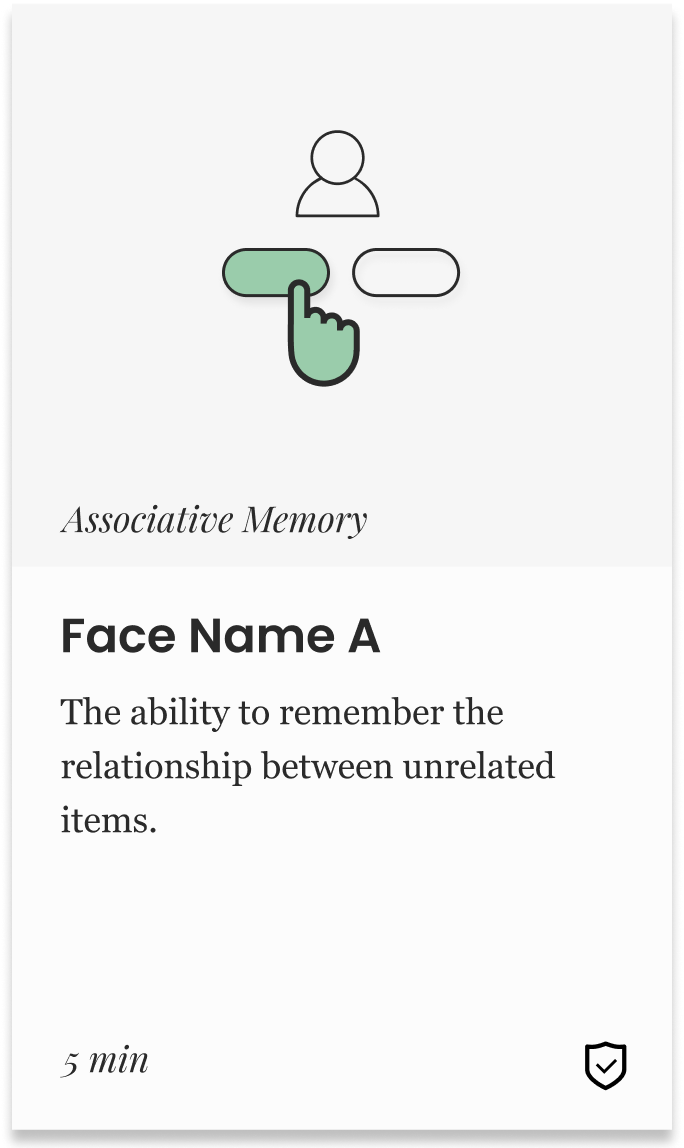 Associative Memory
Face Name A
The ability to remember the
relationship between unrelated
items.
5 min